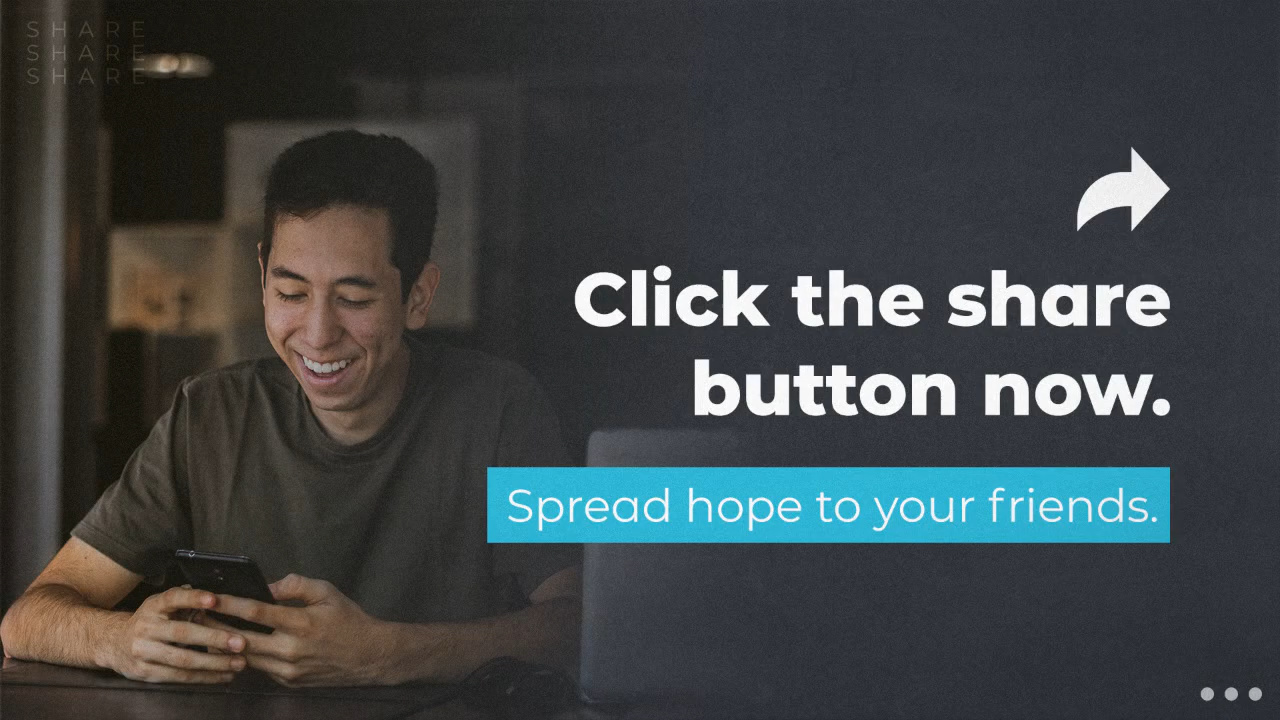 SHARE
SHARE
SHARE
Click the share
button now.
Spread hope to your friends.